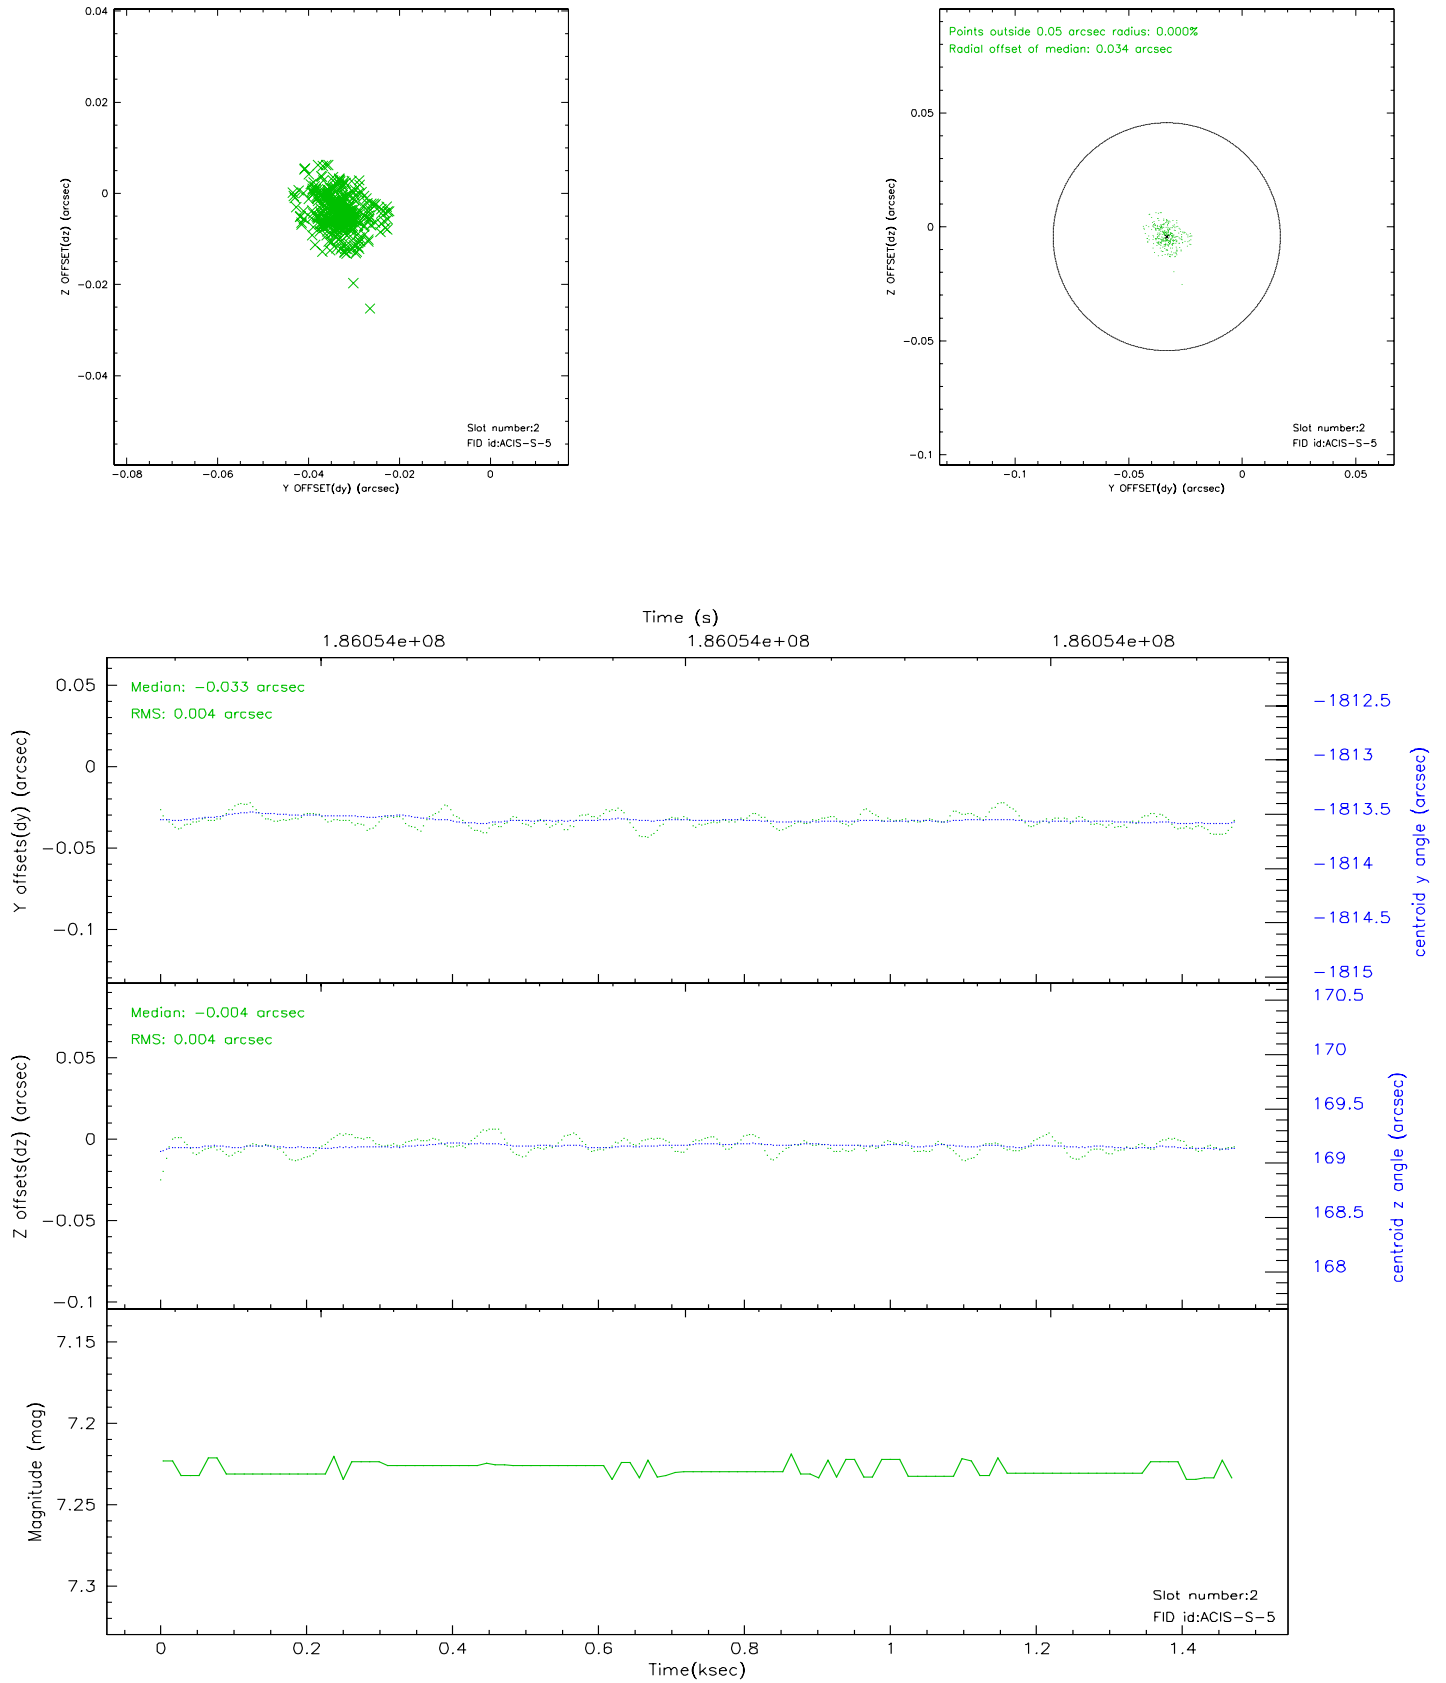 0.04
0.02
0
-0.02
-0.04
Z OFFSET(dz) (arcsec)
Slot number:2
FID id:ACIS-S-5
-0.08 -0.06 -0.04 -0.02 0
Y OFFSET(dy) (arcsec)
Points outside 0.05 arcsec radius: 0.000%
Radial offset of median: 0.034 arcsec
0.05
0
-0.05
-0.1
Z OFFSET(dz) (arcsec)
Slot number:2
FID id:ACIS-S-5
-0.1 -0.05 0 0.05
Y OFFSET(dy) (arcsec)
Time (s)
1.86054e+08 1.86054e+08 1.86054e+08
Median: -0.033 arcsec
RMS: 0.004 arcsec
0.05
0
-0.05
-0.1
Y offsets(dy) (arcsec)
-1812.5
-1813
-1813.5
-1814
-1814.5
-1815
centroid y angle (arcsec)
Median: -0.004 arcsec
RMS: 0.004 arcsec
0.05
0
-0.05
-0.1
Z offsets(dz) (arcsec)
170.5
170
169.5
169
168.5
168
centroid z angle (arcsec)
7.15
7.2
7.25
7.3
Magnitude (mag)
Slot number:2
FID id:ACIS-S-5
0 0.2 0.4 0.6 0.8 1 1.2 1.4
Time(ksec)